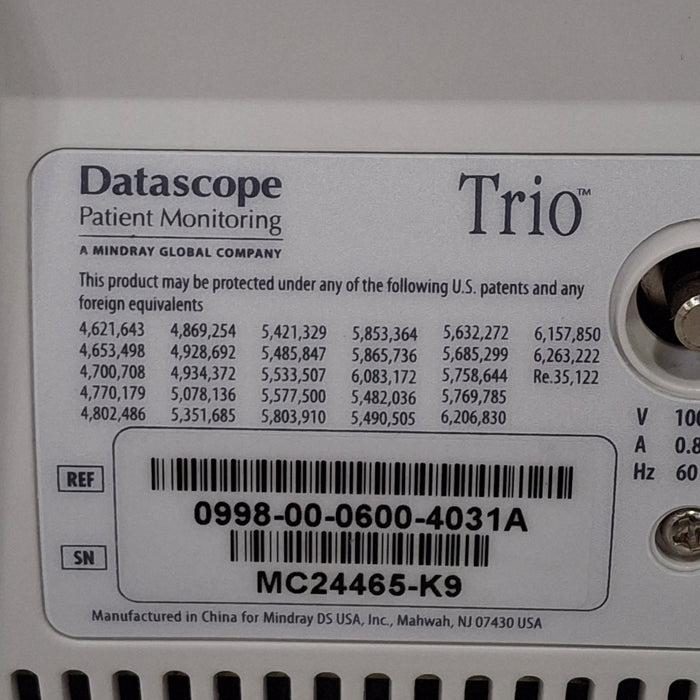 Datascope
Patient Monitoring
A MINDRAY GLOBAL COMPANY
Trio™
This product may be protected under any of the following U.S. patents and any
foreign equivalents
4,621,643 4,869,254 5,421,329 5,853,364 5,632,272 6,157,850
4,653,498 4,928,692 5,485,847 5,865,736 5,685,299 6,263,222
4,700,708 4,934,372 5,533,507 6,083,172 5,758,644 Re.35,122
4,770,179 5,078,136 5,577,500 5,482,036 5,769,785
4,802,486 5,351,685 5,803,910 5,490,505 6,206,830
V 100
A 0.8
Hz 60
REF
0998-00-0600-4031A
SN
MC24465-K9
Manufactured in China for Mindray DS USA, Inc., Mahwah, NJ 07430 USA